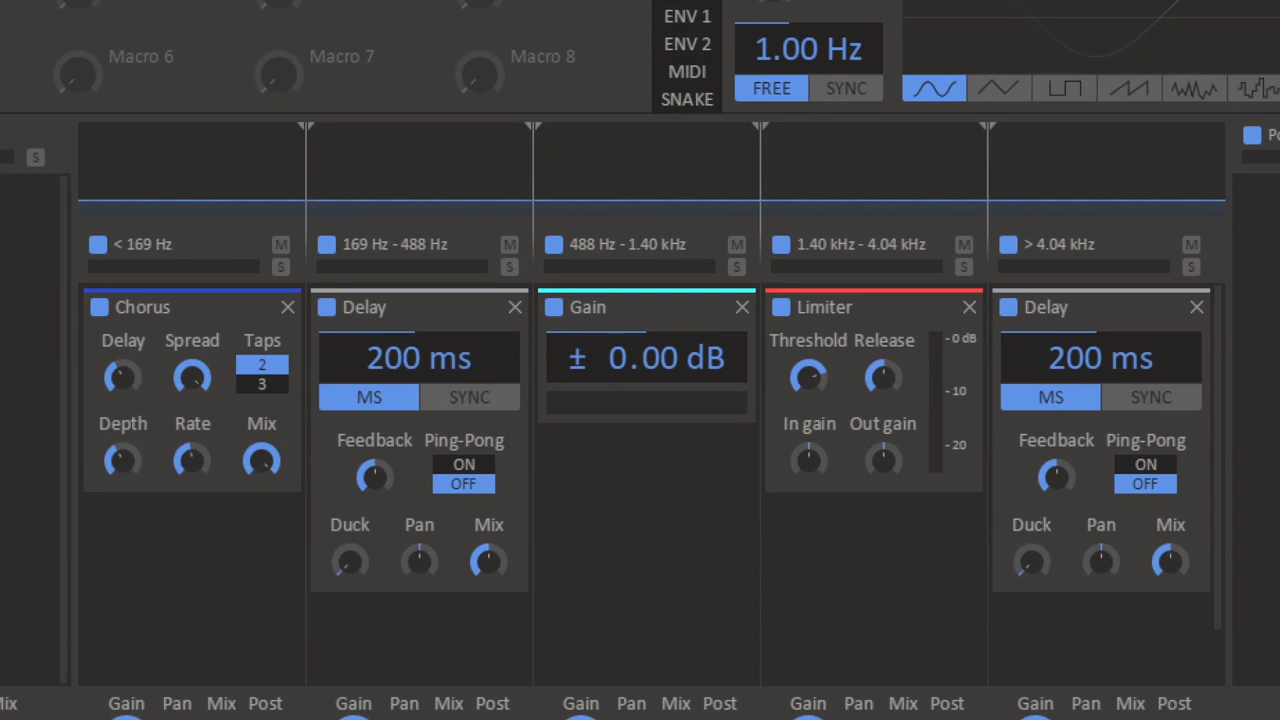 ENV 1
ENV 2
MIDI
SNAKE
Macro 6
Macro 7
Macro 8
1.00 Hz
FREE SYNC
S
< 169 Hz M
S
169 Hz - 488 Hz M
S
488 Hz - 1.40 kHz M
S
1.40 kHz - 4.04 kHz M
S
> 4.04 kHz M
S
Chorus
Delay Spread Taps
2
3
Depth Rate Mix
Delay
200 ms
MS SYNC
Feedback Ping-Pong
ON
OFF
Duck Pan Mix
Gain
± 0.00 dB
Limiter
Threshold Release
- 0 dB
- 10
- 20
In gain Out gain
Delay
200 ms
MS SYNC
Feedback Ping-Pong
ON
OFF
Duck Pan Mix
Gain Pan Mix Post
Gain Pan Mix Post
Gain Pan Mix Post
Gain Pan Mix Post
Gain Pan Mix Post